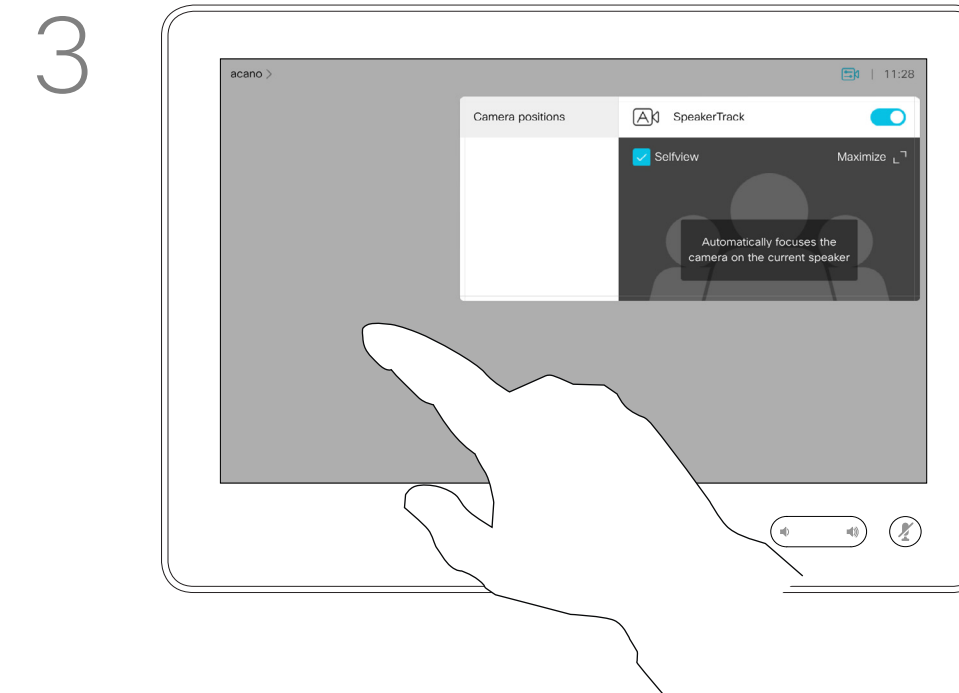 3
acano >
11:28
Camera positions
A
SpeakerTrack
Selfview
Maximize
Automatically focuses the
camera on the current speaker